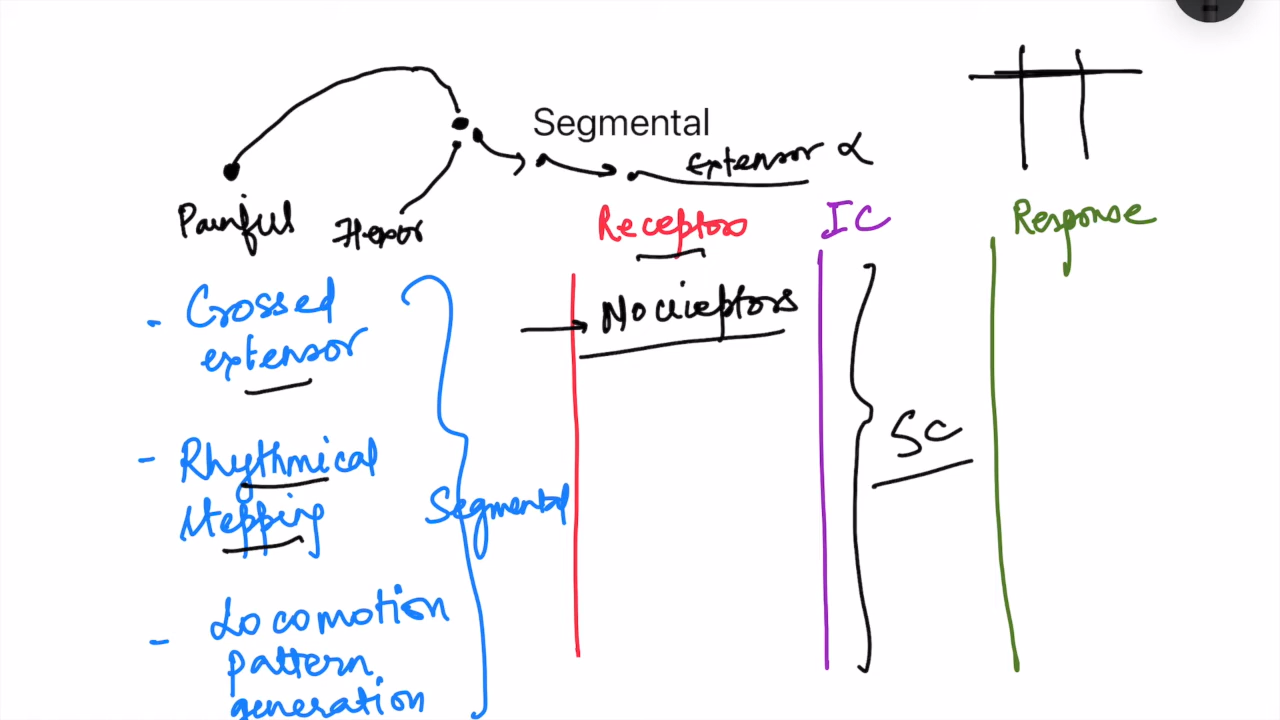 Segmental
extensor α
Painful
Flexor
Receptors
IC
Response
- Crossed
extensor
Nociceptors
SC
- Rhythmical
stepping
Segmental
- Locomotion
pattern
generation